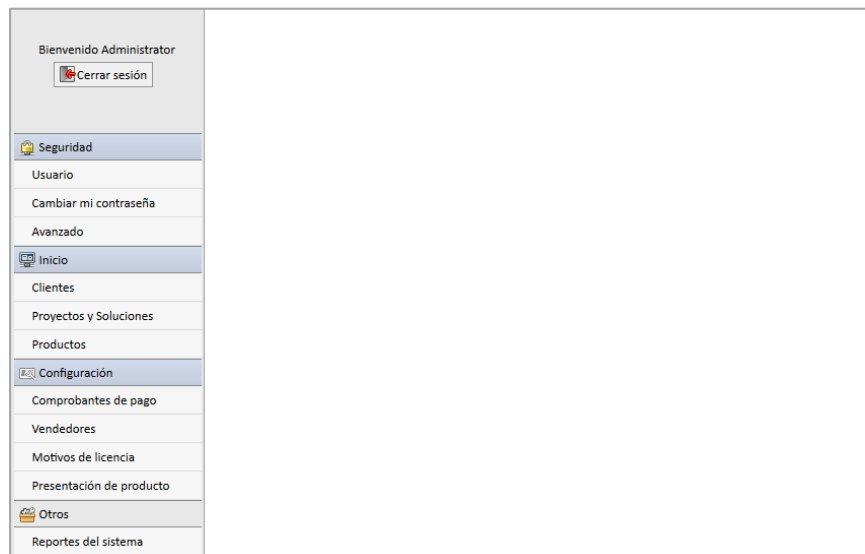 Bienvenido Administrator
Cerrar sesión
Seguridad
Usuario
Cambiar mi contraseña
Avanzado
Inicio
Clientes
Proyectos y Soluciones
Productos
Configuración
Comprobantes de pago
Vendedores
Motivos de licencia
Presentación de producto
Otros
Reportes del sistema